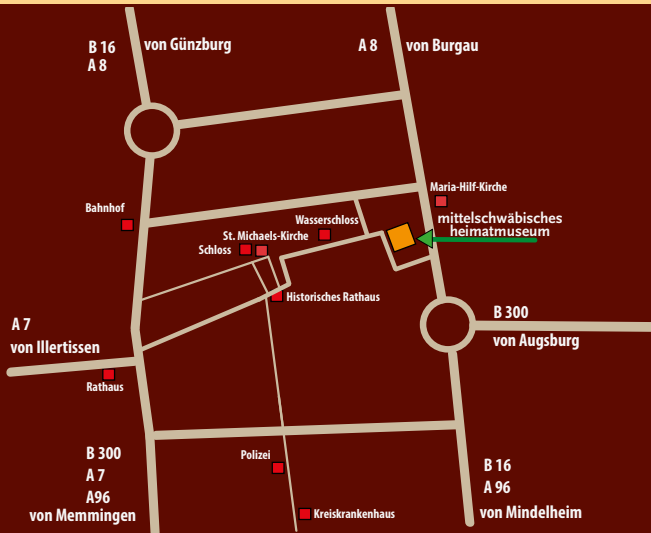 B 16
A 8
von Günzburg
A 8
von Burgau
Maria-Hilf-Kirche
Bahnhof
Wasserschloss
mittelschwäbisches
heimatmuseum
St. Michaels-Kirche
Schloss
Historisches Rathaus
B 300
von Augsburg
A 7
von Illertissen
Rathaus
B 300
A 7
A96
von Memmingen
Polizei
Kreiskrankenhaus
B 16
A 96
von Mindelheim